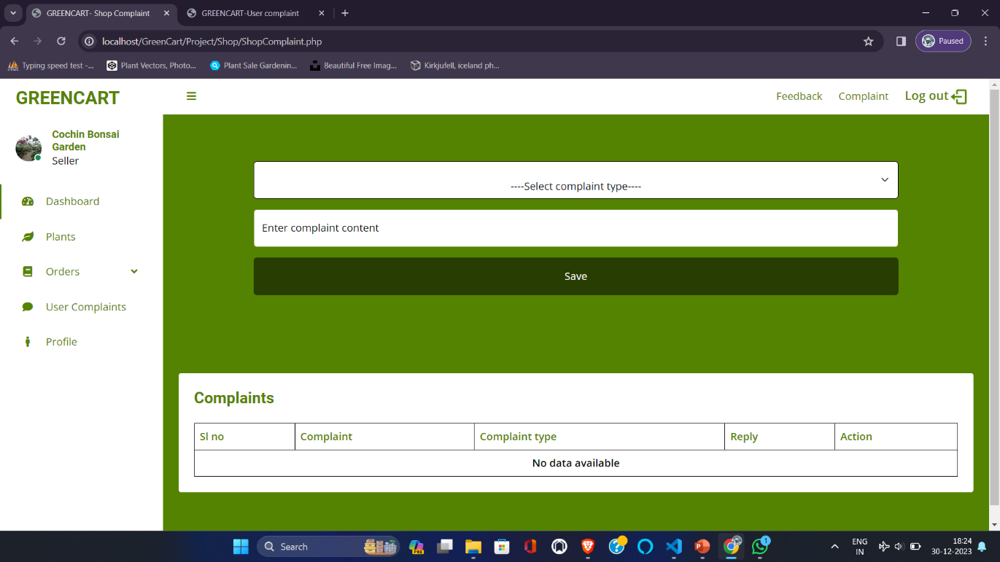 GREENCART- Shop Complaint
GREENCART-User complaint
localhost/GreenCart/Project/Shop/ShopComplaint.php
Paused
Typing speed test -...
Plant Vectors, Photo...
Plant Sale Gardenin...
Beautiful Free Imag...
Kirkjufell, iceland ph...
GREENCART
Feedback
Complaint
Log out
Cochin Bonsai
Garden
Seller
Dashboard
Plants
Orders
User Complaints
Profile
----Select complaint type----
Enter complaint content
Save
Complaints
Sl no Complaint Complaint type Reply Action
No data available
Search
PRE
1
ENG
IN
18:24
30-12-2023